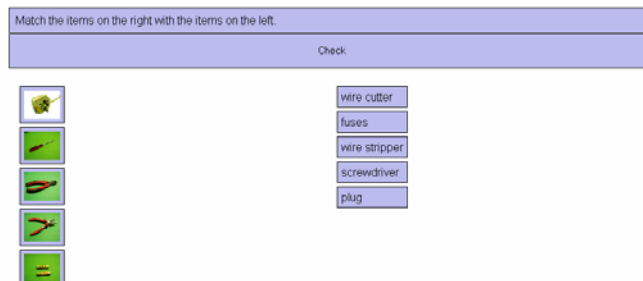 Match the items on the right with the items on the left.
Check
wire cutter
fuses
wire stripper
screwdriver
plug